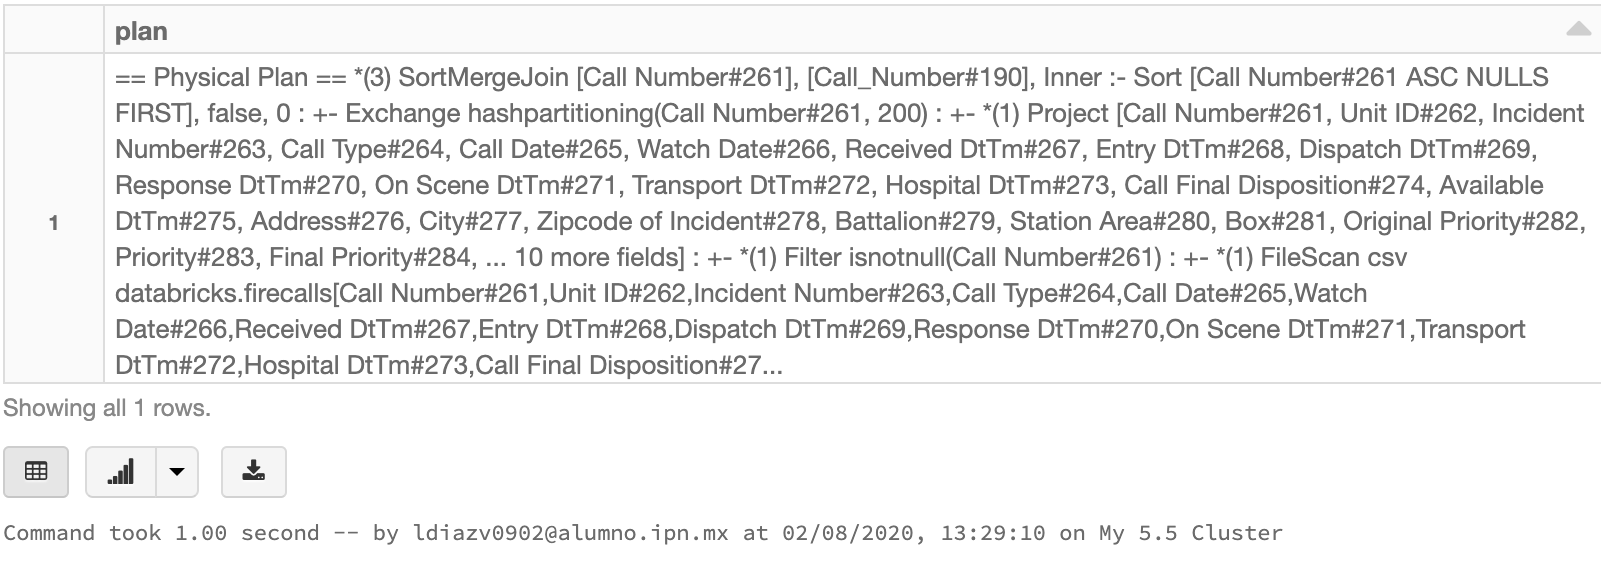 plan
== Physical Plan == *(3) SortMergeJoin [Call Number#261], [Call_Number#190], Inner :- Sort [Call Number#261 ASC NULLS
FIRST], false, 0 : +- Exchange hashpartitioning(Call Number#261, 200) : +- *(1) Project [Call Number#261, Unit ID#262, Incident
Number#263, Call Type#264, Call Date#265, Watch Date#266, Received DtTm#267, Entry DtTm#268, Dispatch DtTm#269,
Response DtTm#270, On Scene DtTm#271, Transport DtTm#272, Hospital DtTm#273, Call Final Disposition#274, Available
1 DtTm#275, Address#276, City#277, Zipcode of Incident#278, Battalion#279, Station Area#280, Box#281, Original Priority#282,
Priority#283, Final Priority#284, ... 10 more fields] : +- *(1) Filter isnotnull(Call Number#261) : +- *(1) FileScan csv
databricks.firecalls[Call Number#261,Unit ID#262,Incident Number#263,Call Type#264,Call Date#265,Watch
Date#266,Received DtTm#267,Entry DtTm#268,Dispatch DtTm#269,Response DtTm#270,On Scene DtTm#271,Transport
DtTm#272,Hospital DtTm#273,Call Final Disposition#27...
Showing all 1 rows.
Command took 1.00 second -- by ldiazv0902@alumno.ipn.mx at 02/08/2020, 13:29:10 on My 5.5 Cluster